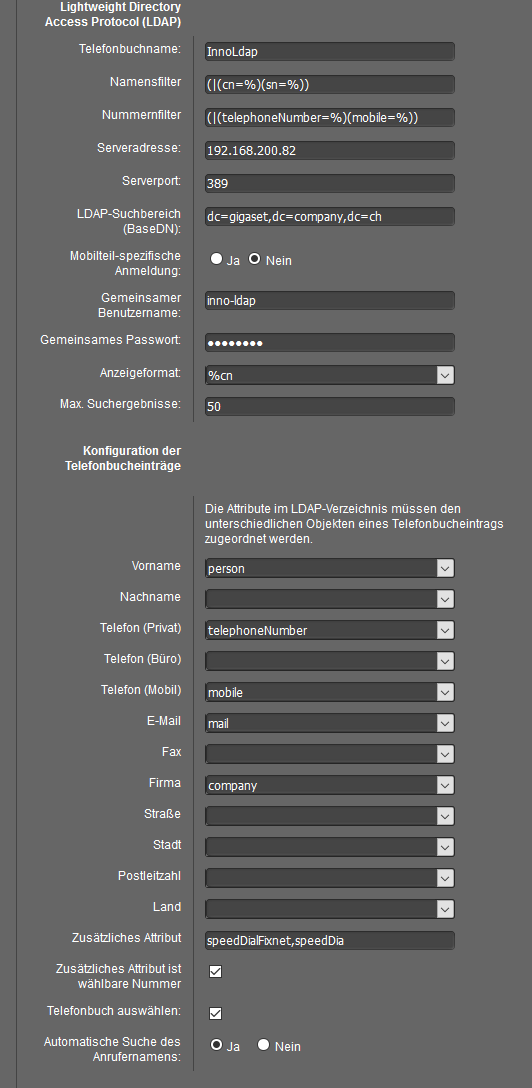 Lightweight Directory
Access Protocol (LDAP)
Telefonbuchname: InnoLdap
Namensfilter (|(cn=%)(sn=%))
Nummernfilter (|(telephoneNumber=%)(mobile=%))
Serveradresse: 192.168.200.82
Serverport: 389
LDAP-Suchbereich
(BaseDN): dc=gigaset,dc=company,dc=ch
Mobilteil-spezifische
Anmeldung: Ja Nein
Gemeinsamer
Benutzername: inno-ldap
Gemeinsames Passwort: ●●●●●●●●
Anzeigeformat: %cn
Max. Suchergebnisse: 50
Konfiguration der
Telefonbucheinträge
Die Attribute im LDAP-Verzeichnis müssen den
unterschiedlichen Objekten eines Telefonbucheintrags
zugeordnet werden.
Vorname person
Nachname
Telefon (Privat) telephoneNumber
Telefon (Büro)
Telefon (Mobil) mobile
E-Mail mail
Fax
Firma company
Straße
Stadt
Postleitzahl
Land
Zusätzliches Attribut speedDialFixnet,speedDia
Zusätzliches Attribut ist
wählbare Nummer
Telefonbuch auswählen:
Automatische Suche des
Anrufernamens: Ja Nein